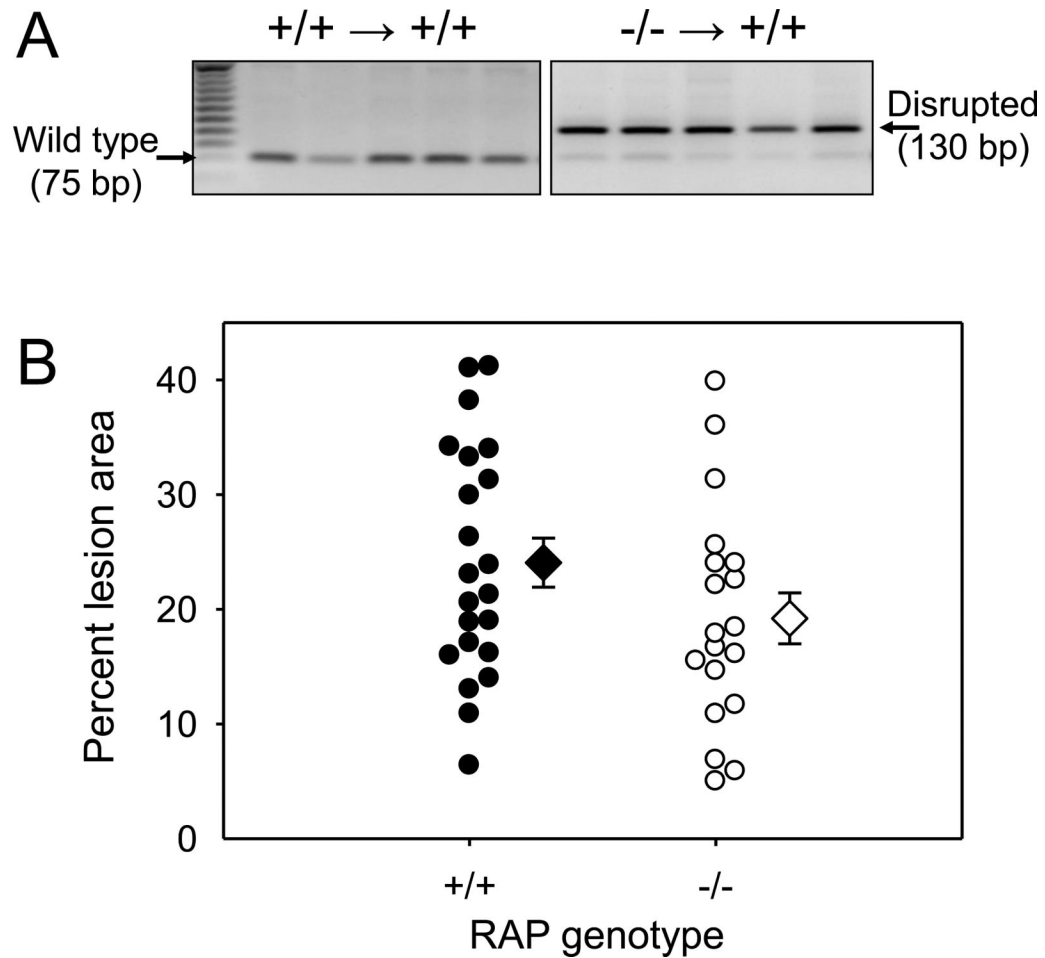 A
+/+ → +/+
-/- → +/+
Wild type
(75 bp)
Disrupted
(130 bp)
B
Percent lesion area
40
30
20
10
0
+/+
-/-
RAP genotype